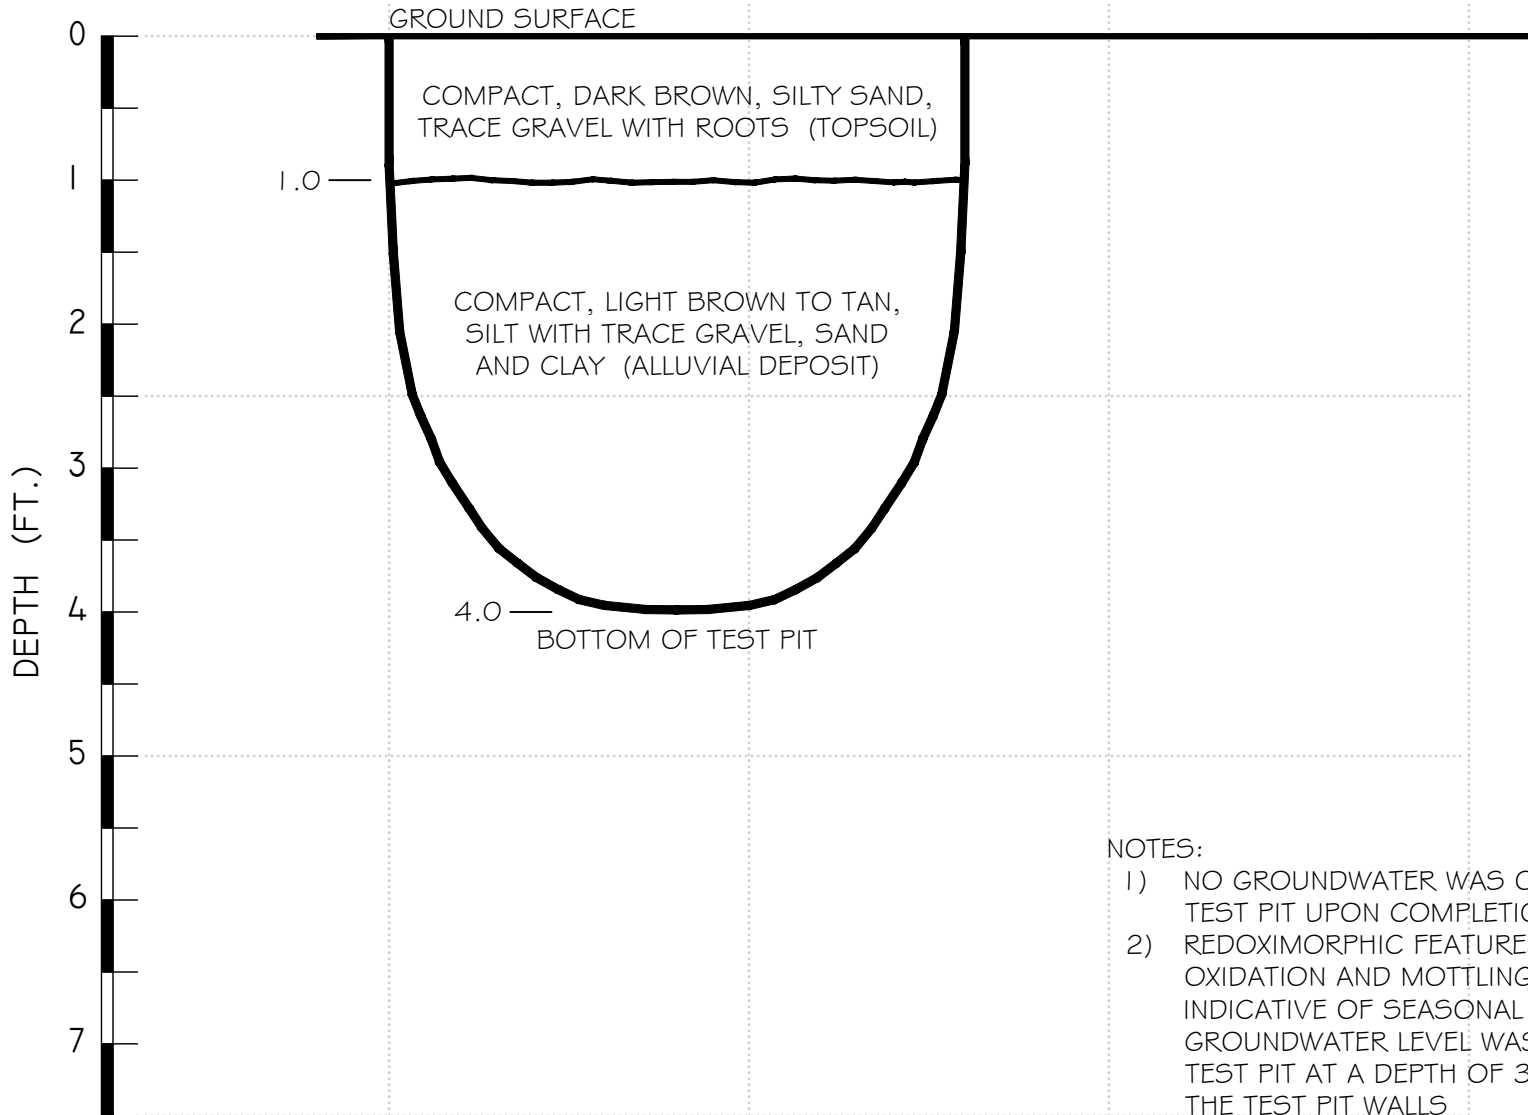 GROUND SURFACE
0
COMPACT, DARK BROWN, SILTY SAND,
TRACE GRAVEL WITH ROOTS (TOPSOIL)
1
1.0
COMPACT, LIGHT BROWN TO TAN,
SILT WITH TRACE GRAVEL, SAND
AND CLAY (ALLUVIAL DEPOSIT)
2
3
DEPTH (FT.)
4
4.0
BOTTOM OF TEST PIT
5
6
7
NOTES:
1) NO GROUNDWATER WAS
TEST PIT UPON
2) REDOXIMORPHIC
OXIDATION AND MOTTLING
INDICATIVE OF SEASONAL
GROUNDWATER LEVEL WAS
TEST PIT AT A DEPTH OF 3
THE TEST PIT WALLS